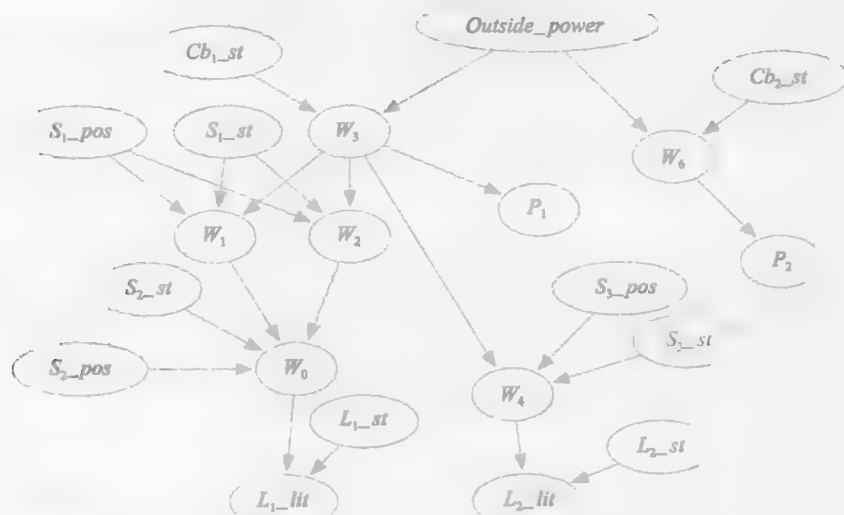 Outside_power
Cb₁_st
Cb₂_st
S₁_pos
S₁_st
W₃
W₆
P₁
W₁
W₂
P₂
S₂_st
S₃_pos
S₃_st
S₂_pos
W₀
W₄
L₁_st
L₂_st
L₁_lit
L₂_lit